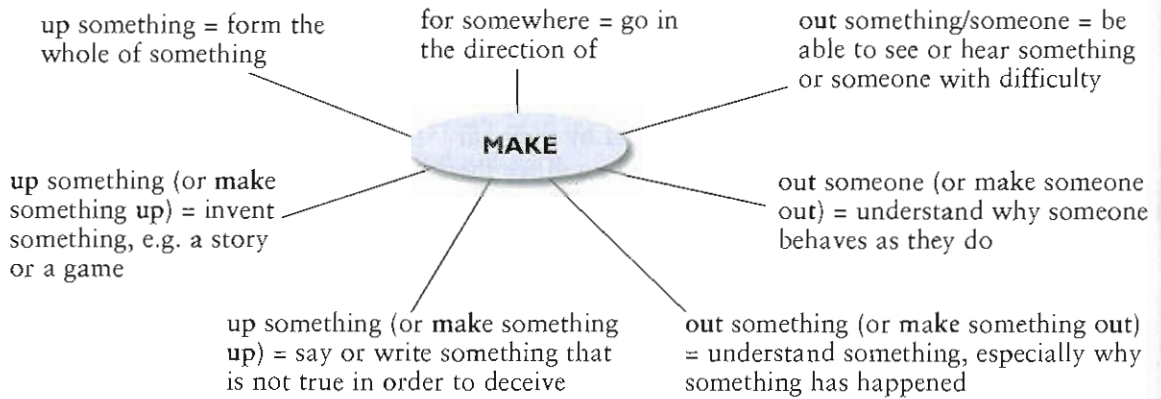 up something = form the
whole of something
for somewhere = go in
the direction of
out something/someone = be
able to see or hear something
or someone with difficulty
MAKE
up something (or make
something up) = invent
something, e.g. a story
or a game
out someone (or make someone
out) = understand why someone
behaves as they do
up something (or make something
up) = say or write something that
is not true in order to deceive
out something (or make something out)
= understand something, especially why
something has happened